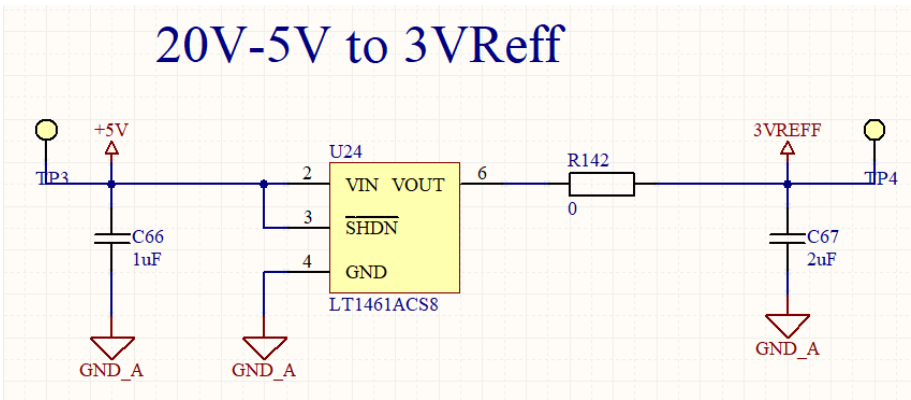 20V-5V to 3VReff
+5V
3VREFF
U24
R142
TP3
2
VIN
VOUT
6
TP4
0
3
SHDN
C66
1uF
C67
2uF
4
GND
LT1461ACS8
GND_A
GND_A
GND_A